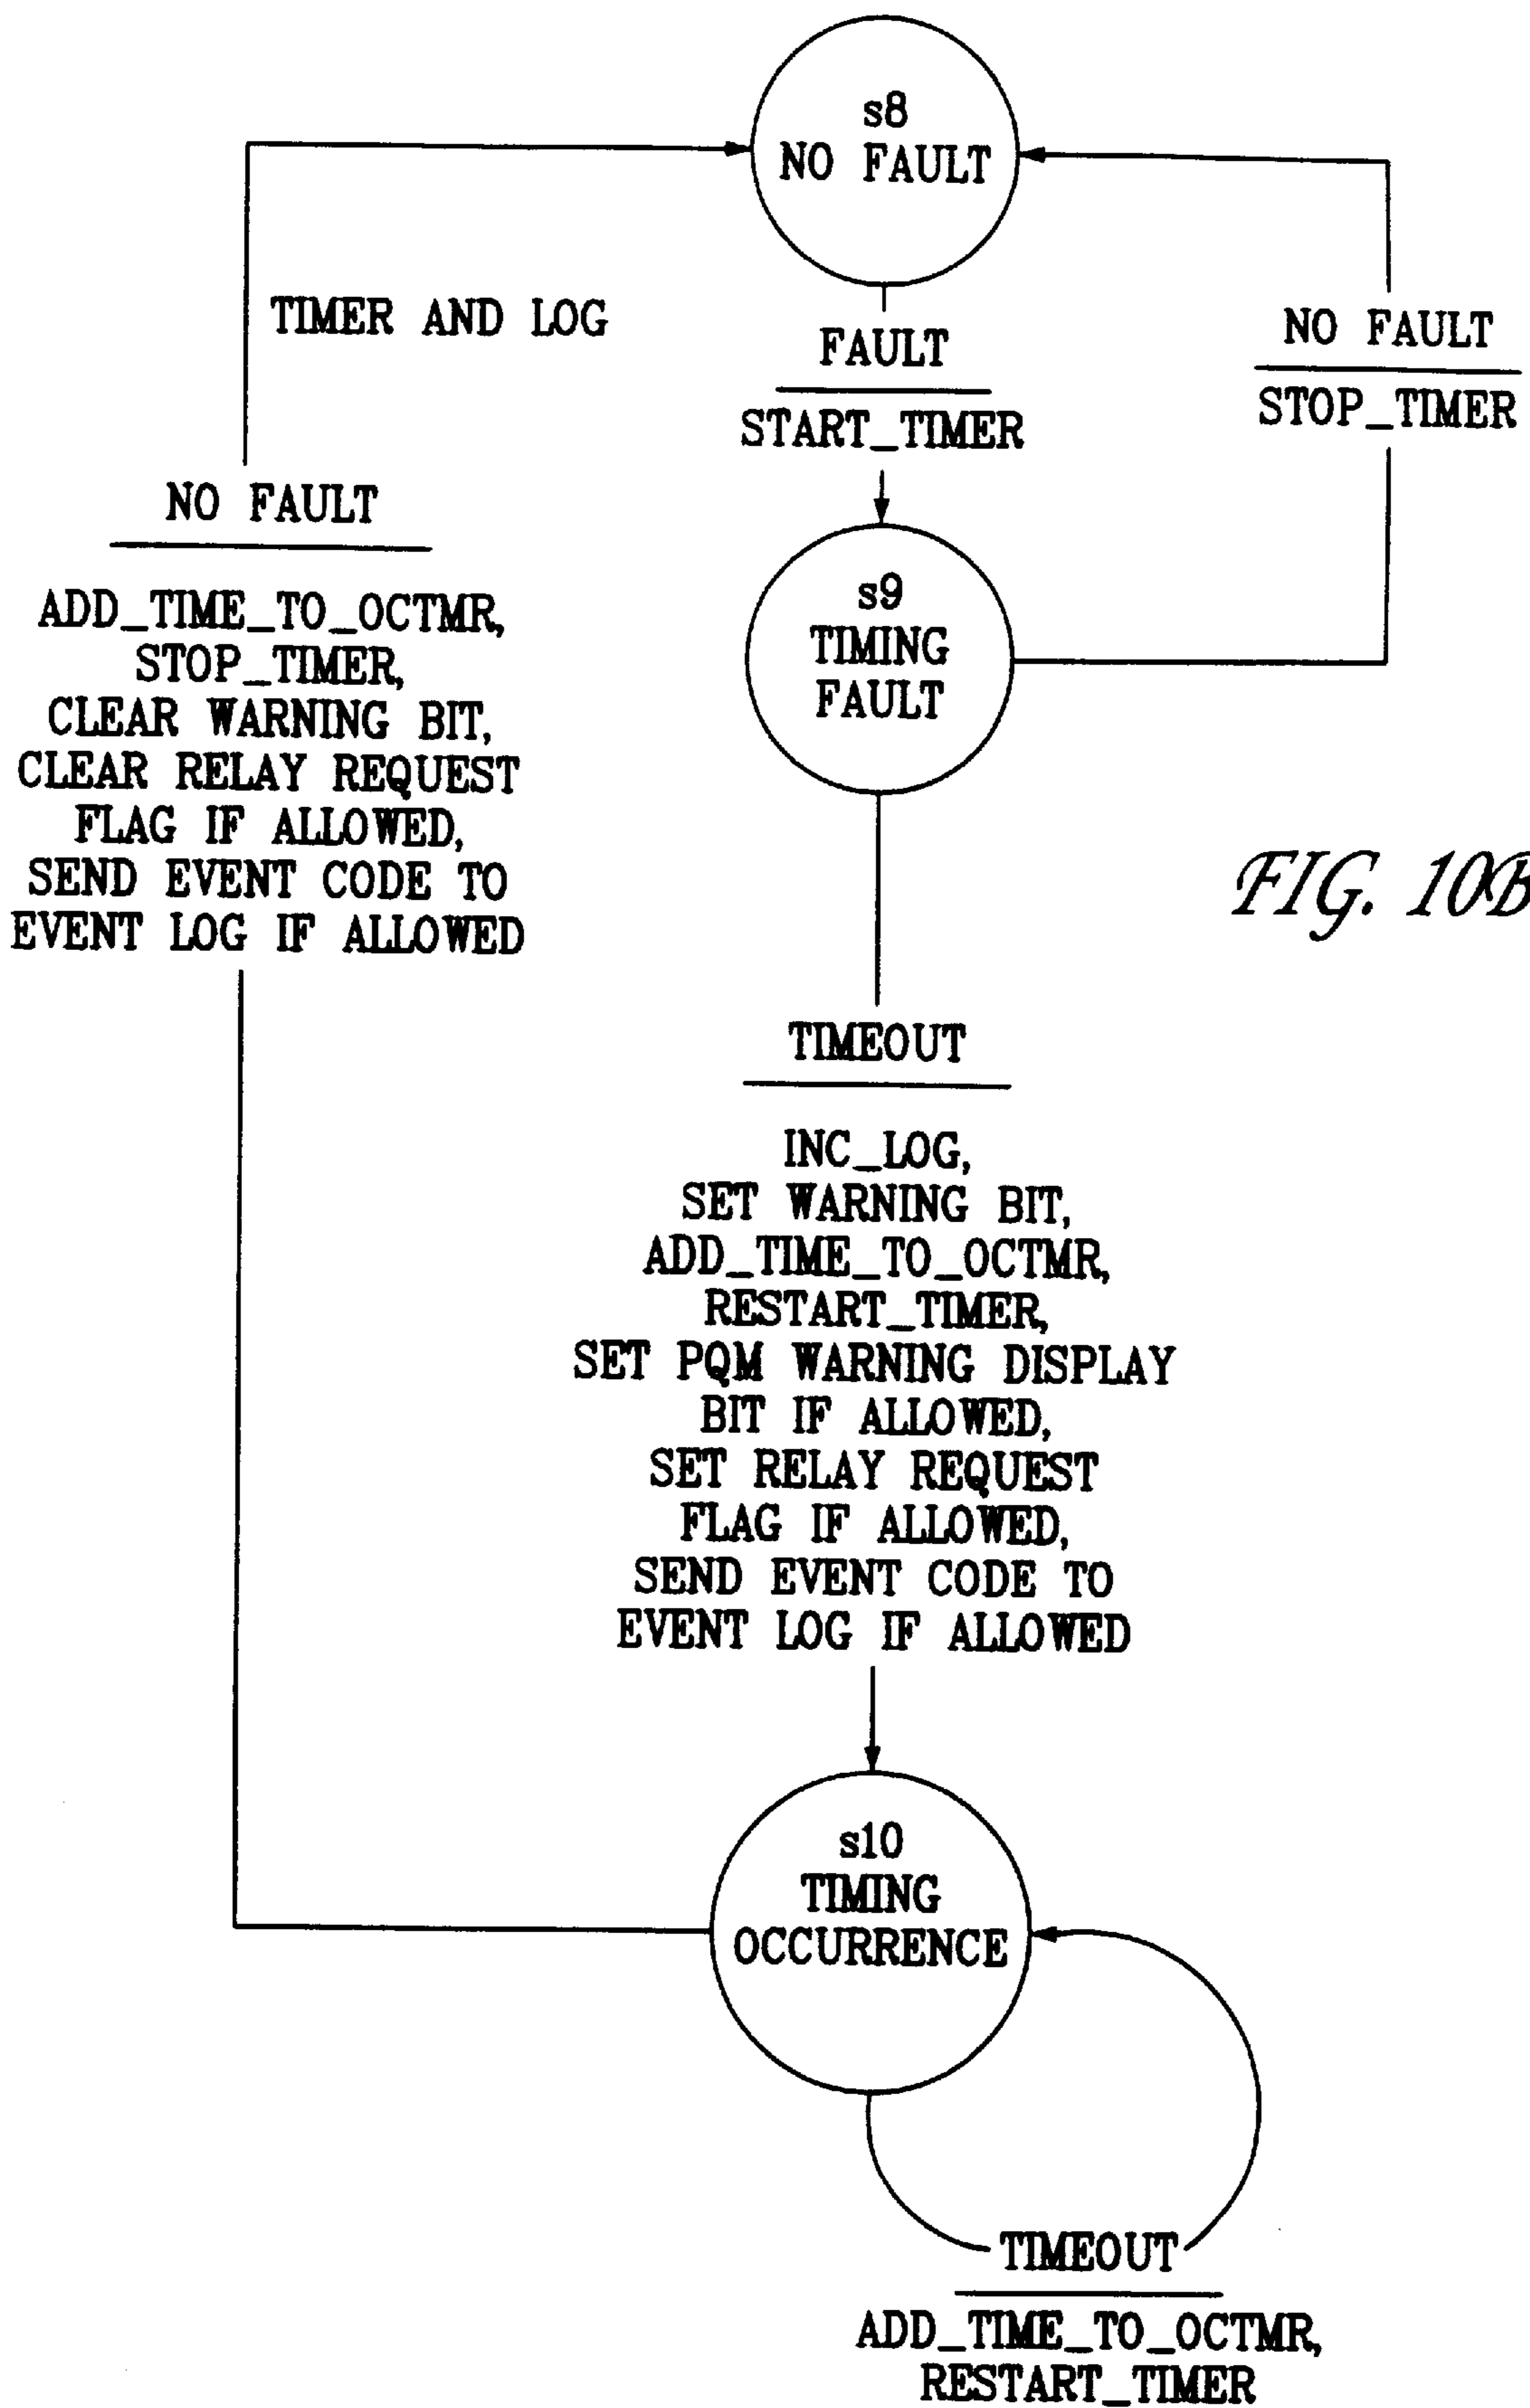 s8
NO FAULT
TIMER AND LOG
FAULT
START_TIMER
NO FAULT
STOP_TIMER
NO FAULT
ADD_TIME_TO_OCTMR,
STOP_TIMER,
CLEAR WARNING BIT,
CLEAR RELAY REQUEST
FLAG IF ALLOWED,
SEND EVENT CODE TO
EVENT LOG IF ALLOWED
s9
TIMING
FAULT
FIG. 10B
TIMEOUT
INC_LOG,
SET WARNING BIT,
ADD_TIME_TO_OCTMR,
RESTART_TIMER,
SET PQM WARNING DISPLAY
BIT IF ALLOWED,
SET RELAY REQUEST
FLAG IF ALLOWED,
SEND EVENT CODE TO
EVENT LOG IF ALLOWED
s10
TIMING
OCCURRENCE
TIMEOUT
ADD_TIME_TO_OCTMR,
RESTART_TIMER